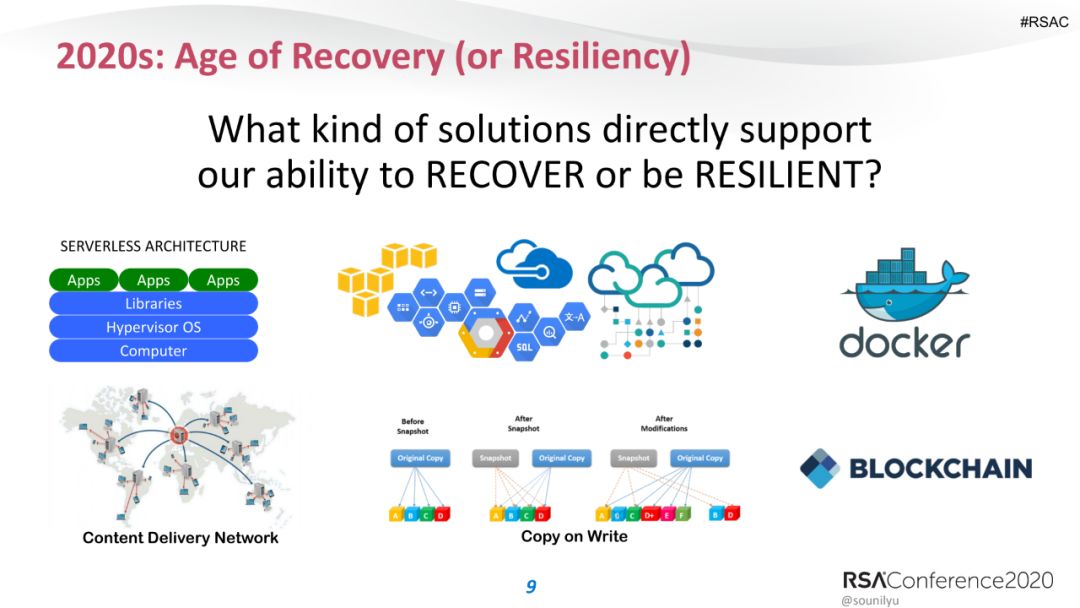 #RSAC
2020s: Age of Recovery (or Resiliency)
What kind of solutions directly support
our ability to RECOVER or be RESILIENT?
SERVERLESS ARCHITECTURE
Apps Apps Apps
Libraries
Hypervisor OS
Computer
SQL
文A
docker
Content Delivery Network
Before
Snapshot
After
Snapshot
After
Modifications
Original Copy
Snapshot Original Copy
Snapshot Original Copy
A B C D
A B C D
A C D+ E F
B D
Copy on Write
BLOCKCHAIN
9
RSAConference2020
@sounilyu